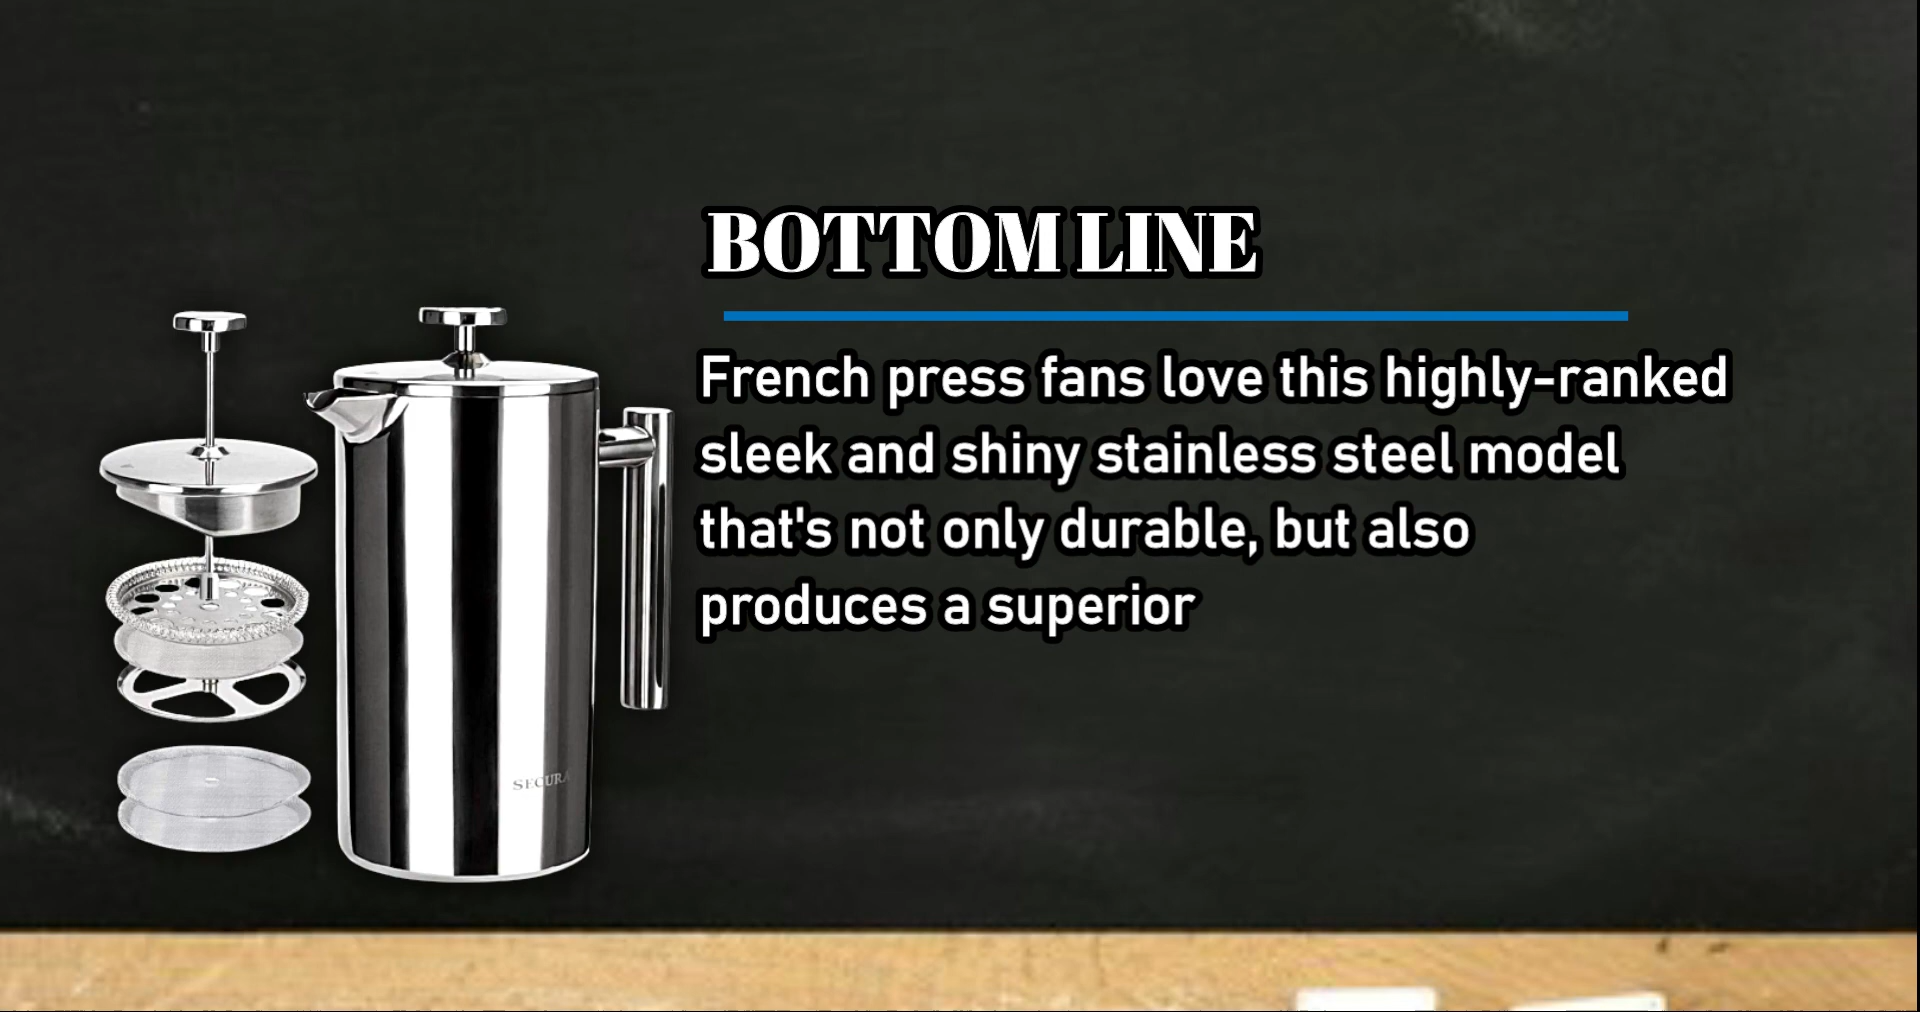 BOTTOM LINE
French press fans love this highly-ranked
sleek and shiny stainless steel model
that's not only durable, but also
produces a superior
SECURA